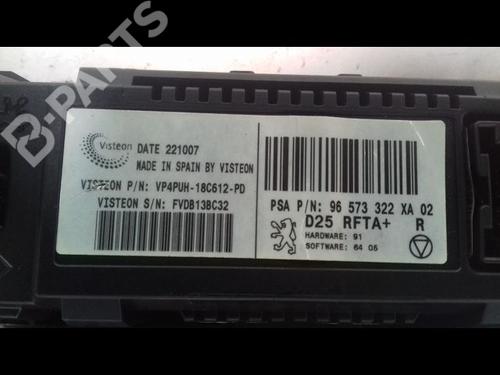 B-PARTS
Visteon
DATE 221007
MADE IN SPAIN BY VISTEON
VISTEON P/N: VP4PUH-18C612-PD
VISTEON S/N: FVDB13BC32
PSA P/N: 96 573 322 XA 02
D25 RFTA+ R
HARDWARE: 91
SOFTWARE: 64 06